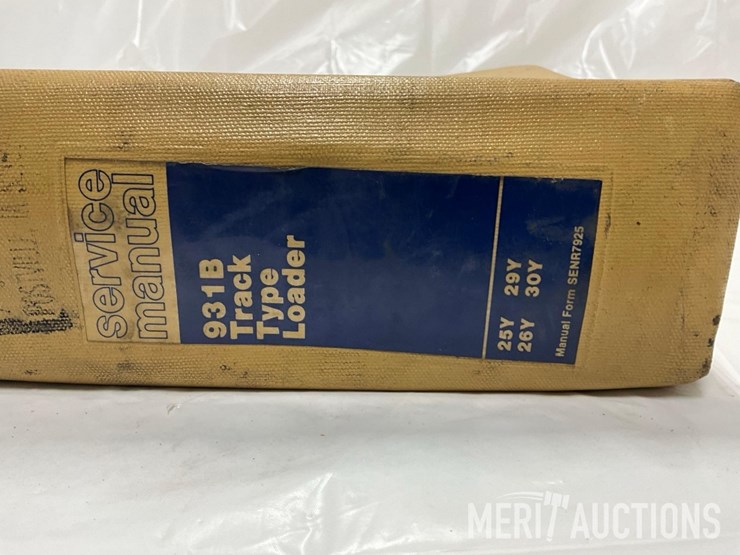 service
manual
931B
Track
Type
Loader
25Y 29Y
26Y 30Y
Manual Form SENR7925
MERIT AUCTIONS